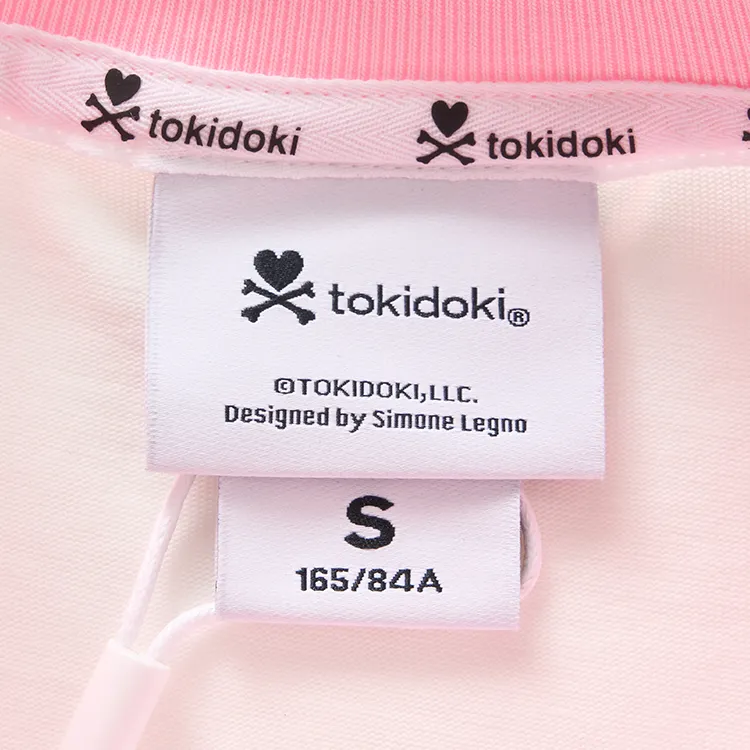 tokidoki tokidoki
tokidoki®
©TOKIDOKI,LLC.
Designed by Simone Legno
S
165/84A